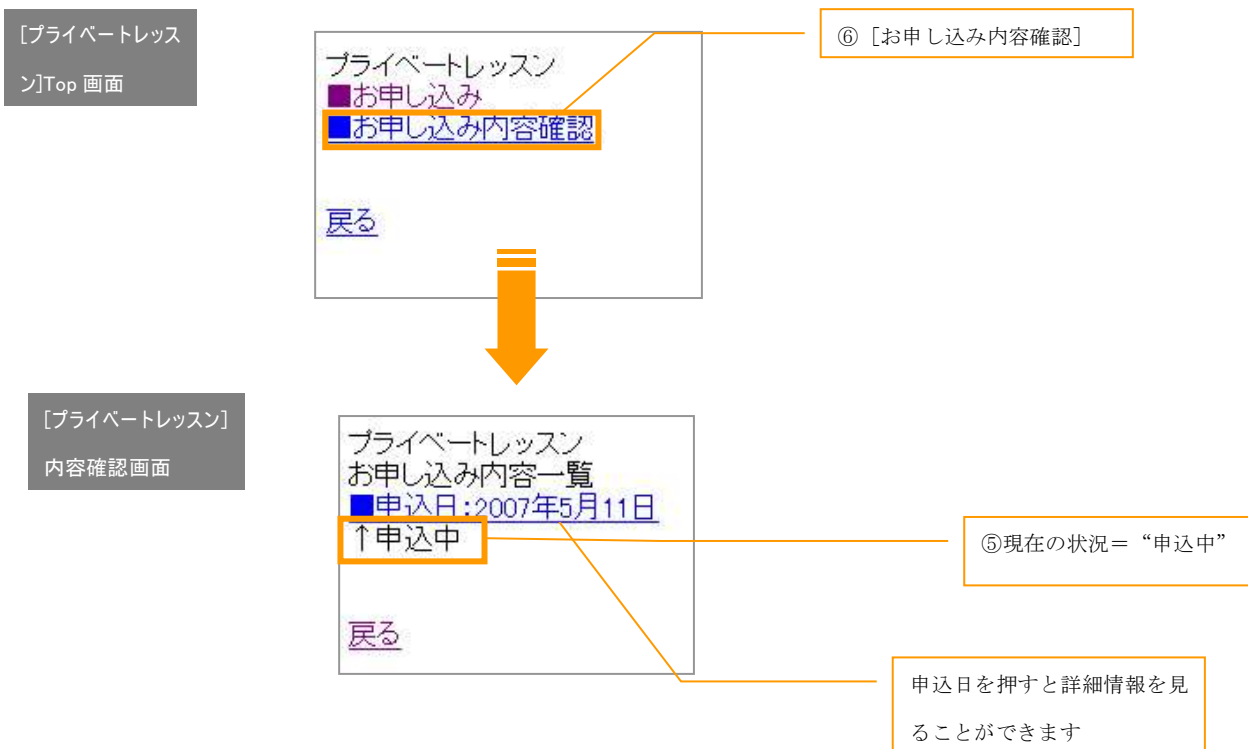 [プライベートレッス
ン]Top 画面
プライベートレッスン
■お申し込み
■お申し込み内容確認
戻る
⑥［お申し込み内容確認］
[プライベートレッスン]
内容確認画面
プライベートレッスン
お申し込み内容一覧
■申込日:2007年5月11日
↑申込中
戻る
⑤現在の状況＝“申込中”
申込日を押すと詳細情報を見
ることができます